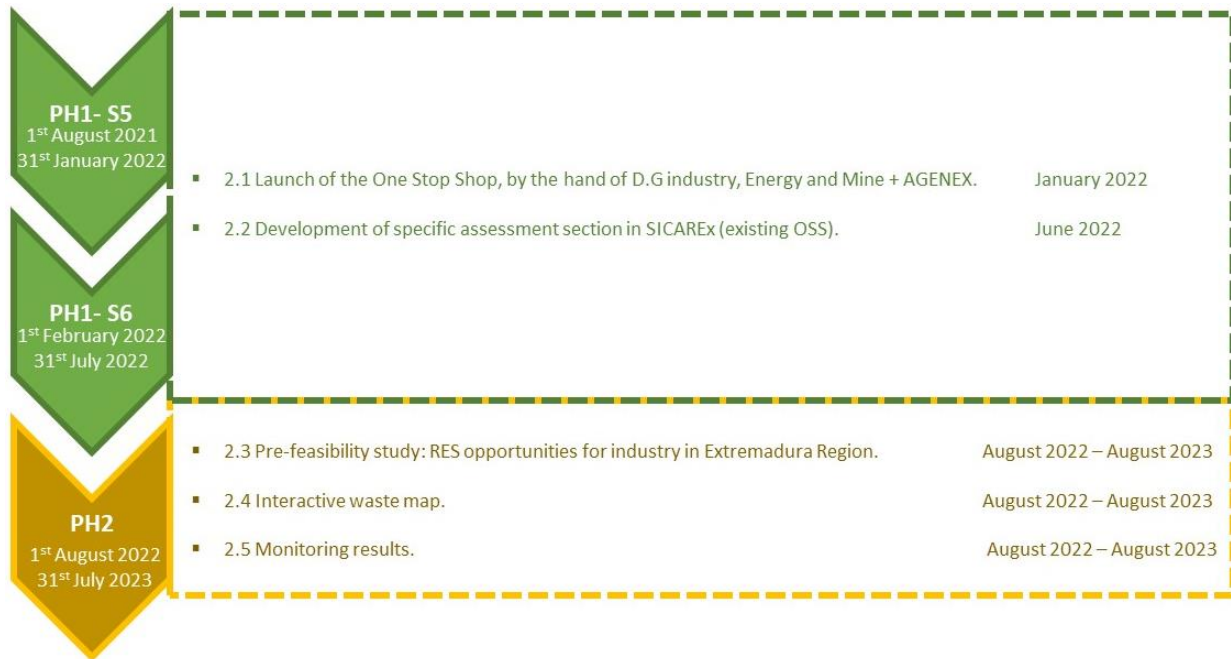 PH1- S5
1st August 2021
31st January 2022
▪ 2.1 Launch of the One Stop Shop, by the hand of D.G industry, Energy and Mine + AGENEX. January 2022
▪ 2.2 Development of specific assessment section in SICAREx (existing OSS). June 2022
PH1- S6
1st February 2022
31st July 2022
▪ 2.3 Pre-feasibility study: RES opportunities for industry in Extremadura Region. August 2022 – August 2023
▪ 2.4 Interactive waste map. August 2022 – August 2023
PH2
1st August 2022
31st July 2023
▪ 2.5 Monitoring results. August 2022 – August 2023